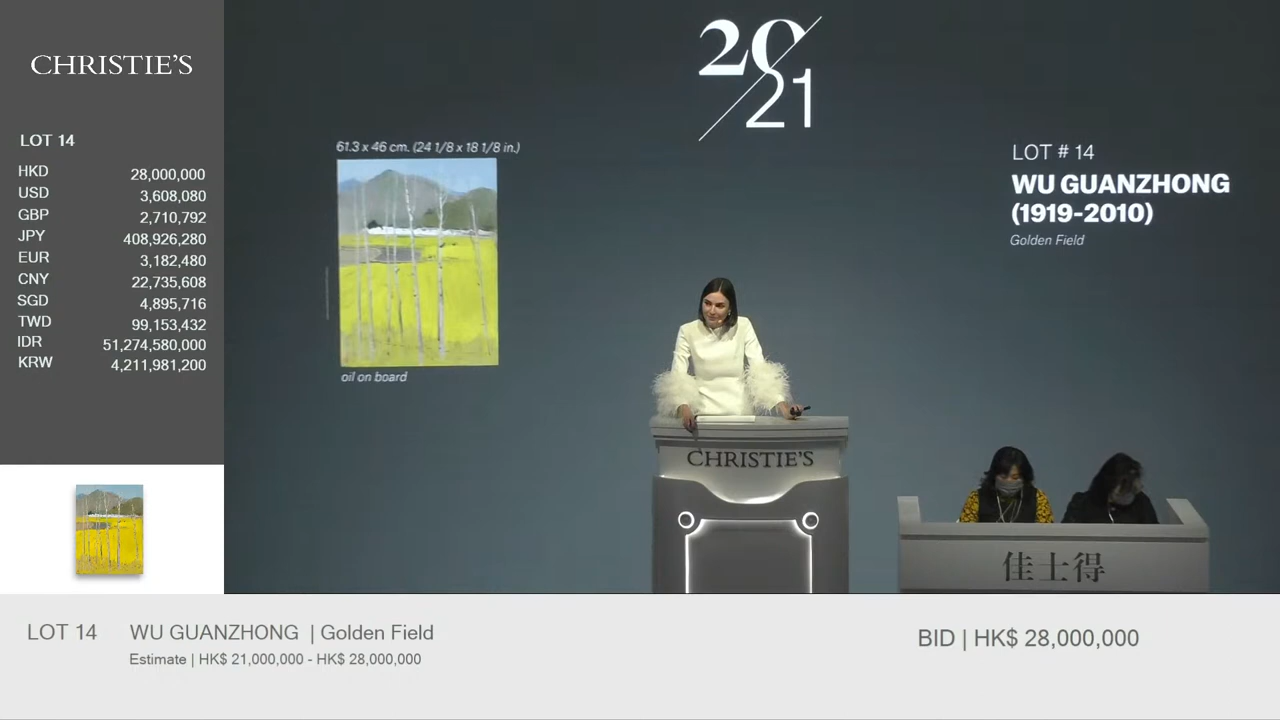 CHRISTIE'S
LOT 14
HKD 28,000,000
USD 3,608,080
GBP 2,710,792
JPY 408,926,280
EUR 3,182,480
CNY 22,735,608
SGD 4,895,716
TWD 99,153,432
IDR 51,274,580,000
KRW 4,211,981,200
20/21
61.3 x 46 cm. (24 1/8 x 18 1/8 in.)
oil on board
LOT # 14
WU GUANZHONG
(1919-2010)
Golden Field
CHRISTIE'S
佳士得
LOT 14 WU GUANZHONG | Golden Field
Estimate | HK$ 21,000,000 - HK$ 28,000,000
BID | HK$ 28,000,000